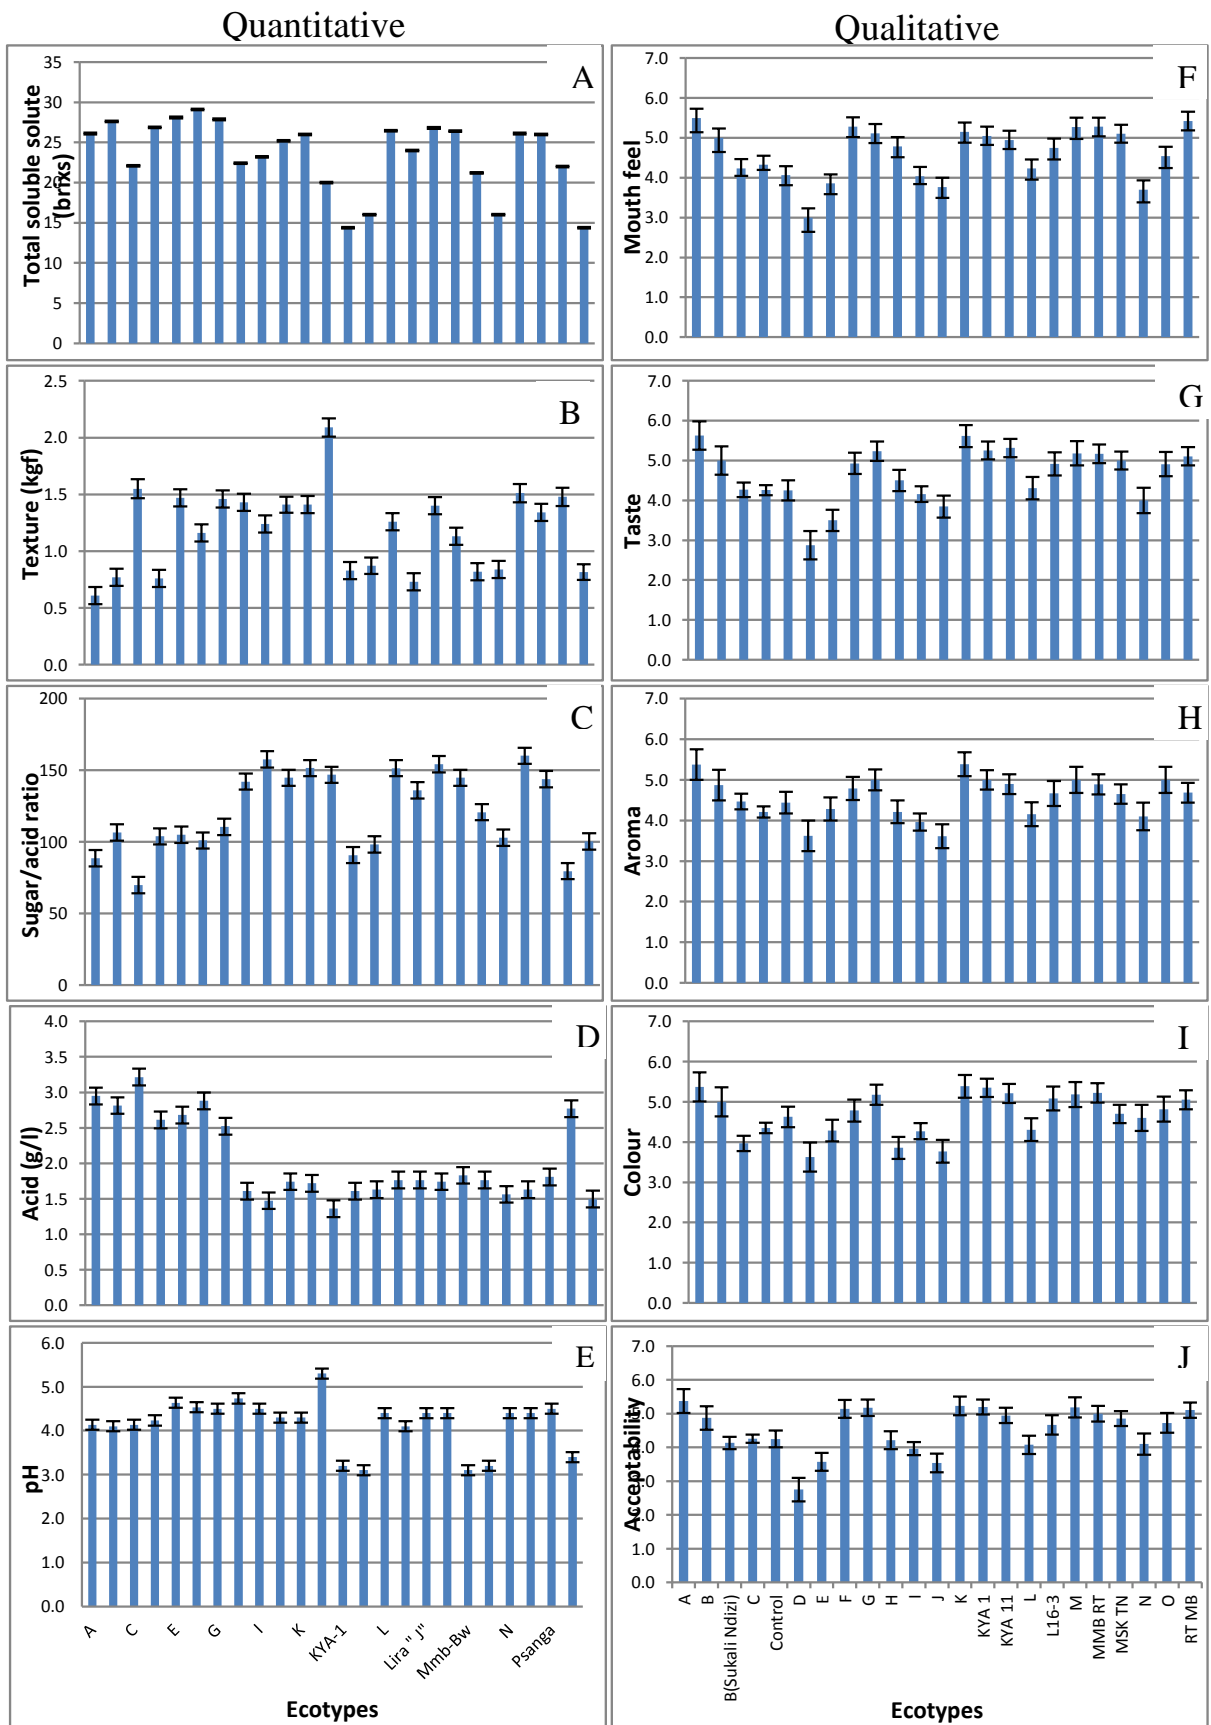 Quantitative
Qualitative
A
Total soluble solute
(brixs)
35
30
25
20
15
10
5
0
F
Mouth feel
7.0
6.0
5.0
4.0
3.0
2.0
1.0
0.0
B
Texture (kgf)
2.5
2.0
1.5
1.0
0.5
0.0
G
Taste
7.0
6.0
5.0
4.0
3.0
2.0
1.0
0.0
C
Sugar/acid ratio
200
150
100
50
0
H
Aroma
7.0
6.0
5.0
4.0
3.0
2.0
1.0
0.0
D
Acid (g/l)
4.0
3.5
3.0
2.5
2.0
1.5
1.0
0.5
0.0
I
Colour
7.0
6.0
5.0
4.0
3.0
2.0
1.0
0.0
E
pH
6.0
5.0
4.0
3.0
2.0
1.0
0.0
A
C
E
G
I
K
KYA-1
L
Lira " J"
Mmb-Bw
N
Psanga
Ecotypes
J
Acceptability
7.0
6.0
5.0
4.0
3.0
2.0
1.0
0.0
A
B
B(Sukali Ndizi)
C
Control
D
E
F
G
H
I
J
K
KYA 1
KYA 11
L
L16-3
M
MMB RT
MSK TN
N
O
RT MB
Ecotypes